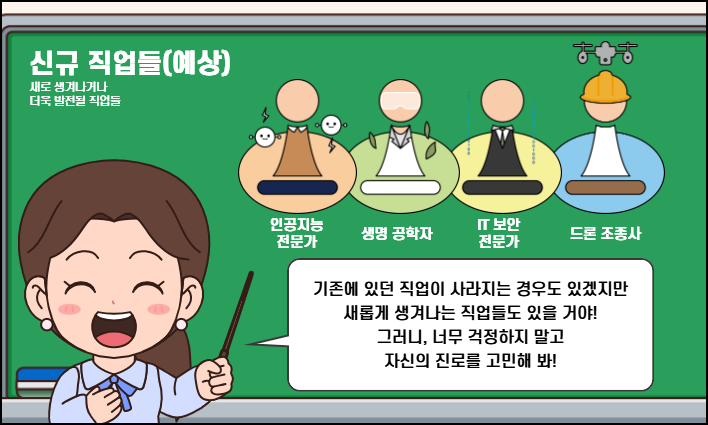 신규 직업들(예상)
새로 생겨나거나
더욱 발전될 직업들
인공지능
전문가
생명 공학자
IT 보안
전문가
드론 조종사
기존에 있던 직업이 사라지는 경우도 있겠지만
새롭게 생겨나는 직업들도 있을 거야!
그러니, 너무 걱정하지 말고
자신의 진로를 고민해 봐!